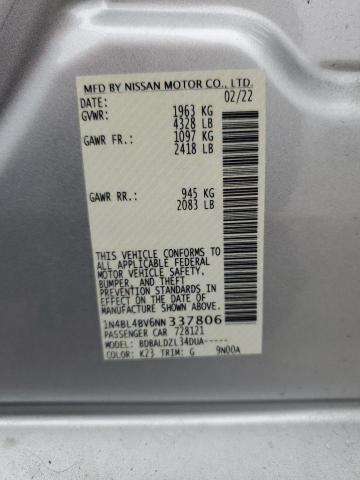 MFD BY NISSAN MOTOR CO., LTD.
DATE: 02/22
GVWR: 1963 KG
4328 LB
GAWR FR.: 1097 KG
2418 LB
GAWR RR.: 945 KG
2083 LB
THIS VEHICLE CONFORMS TO
ALL APPLICABLE FEDERAL
MOTOR VEHICLE SAFETY,
BUMPER, AND THEFT
PREVENTION STANDARDS IN
EFFECT ON THE DATE OF
MANUFACTURE SHOWN ABOVE.
1N4BL4BV6NN 337806
PASSENGER CAR 728121
MODEL: BDBALDZL34DUA-----
COLOR: K23 TRIM: G 9N00A